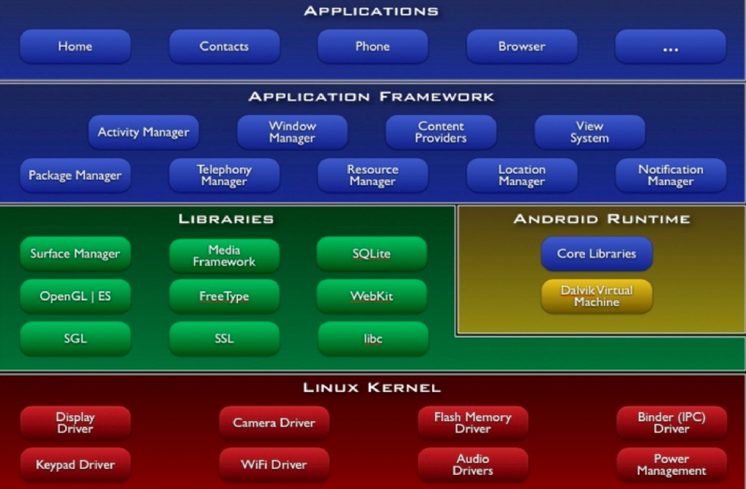 APPLICATIONS
Home
Contacts
Phone
Browser
...
APPLICATION FRAMEWORK
Activity Manager
Window
Manager
Content
Providers
View
System
Package Manager
Telephony
Manager
Resource
Manager
Location
Manager
Notification
Manager
LIBRARIES
Surface Manager
Media
Framework
SQLite
OpenGL | ES
FreeType
WebKit
SGL
SSL
libc
ANDROID RUNTIME
Core Libraries
Dalvik Virtual
Machine
LINUX KERNEL
Display
Driver
Camera Driver
Flash Memory
Driver
Binder (IPC)
Driver
Keypad Driver
WiFi Driver
Audio
Drivers
Power
Management